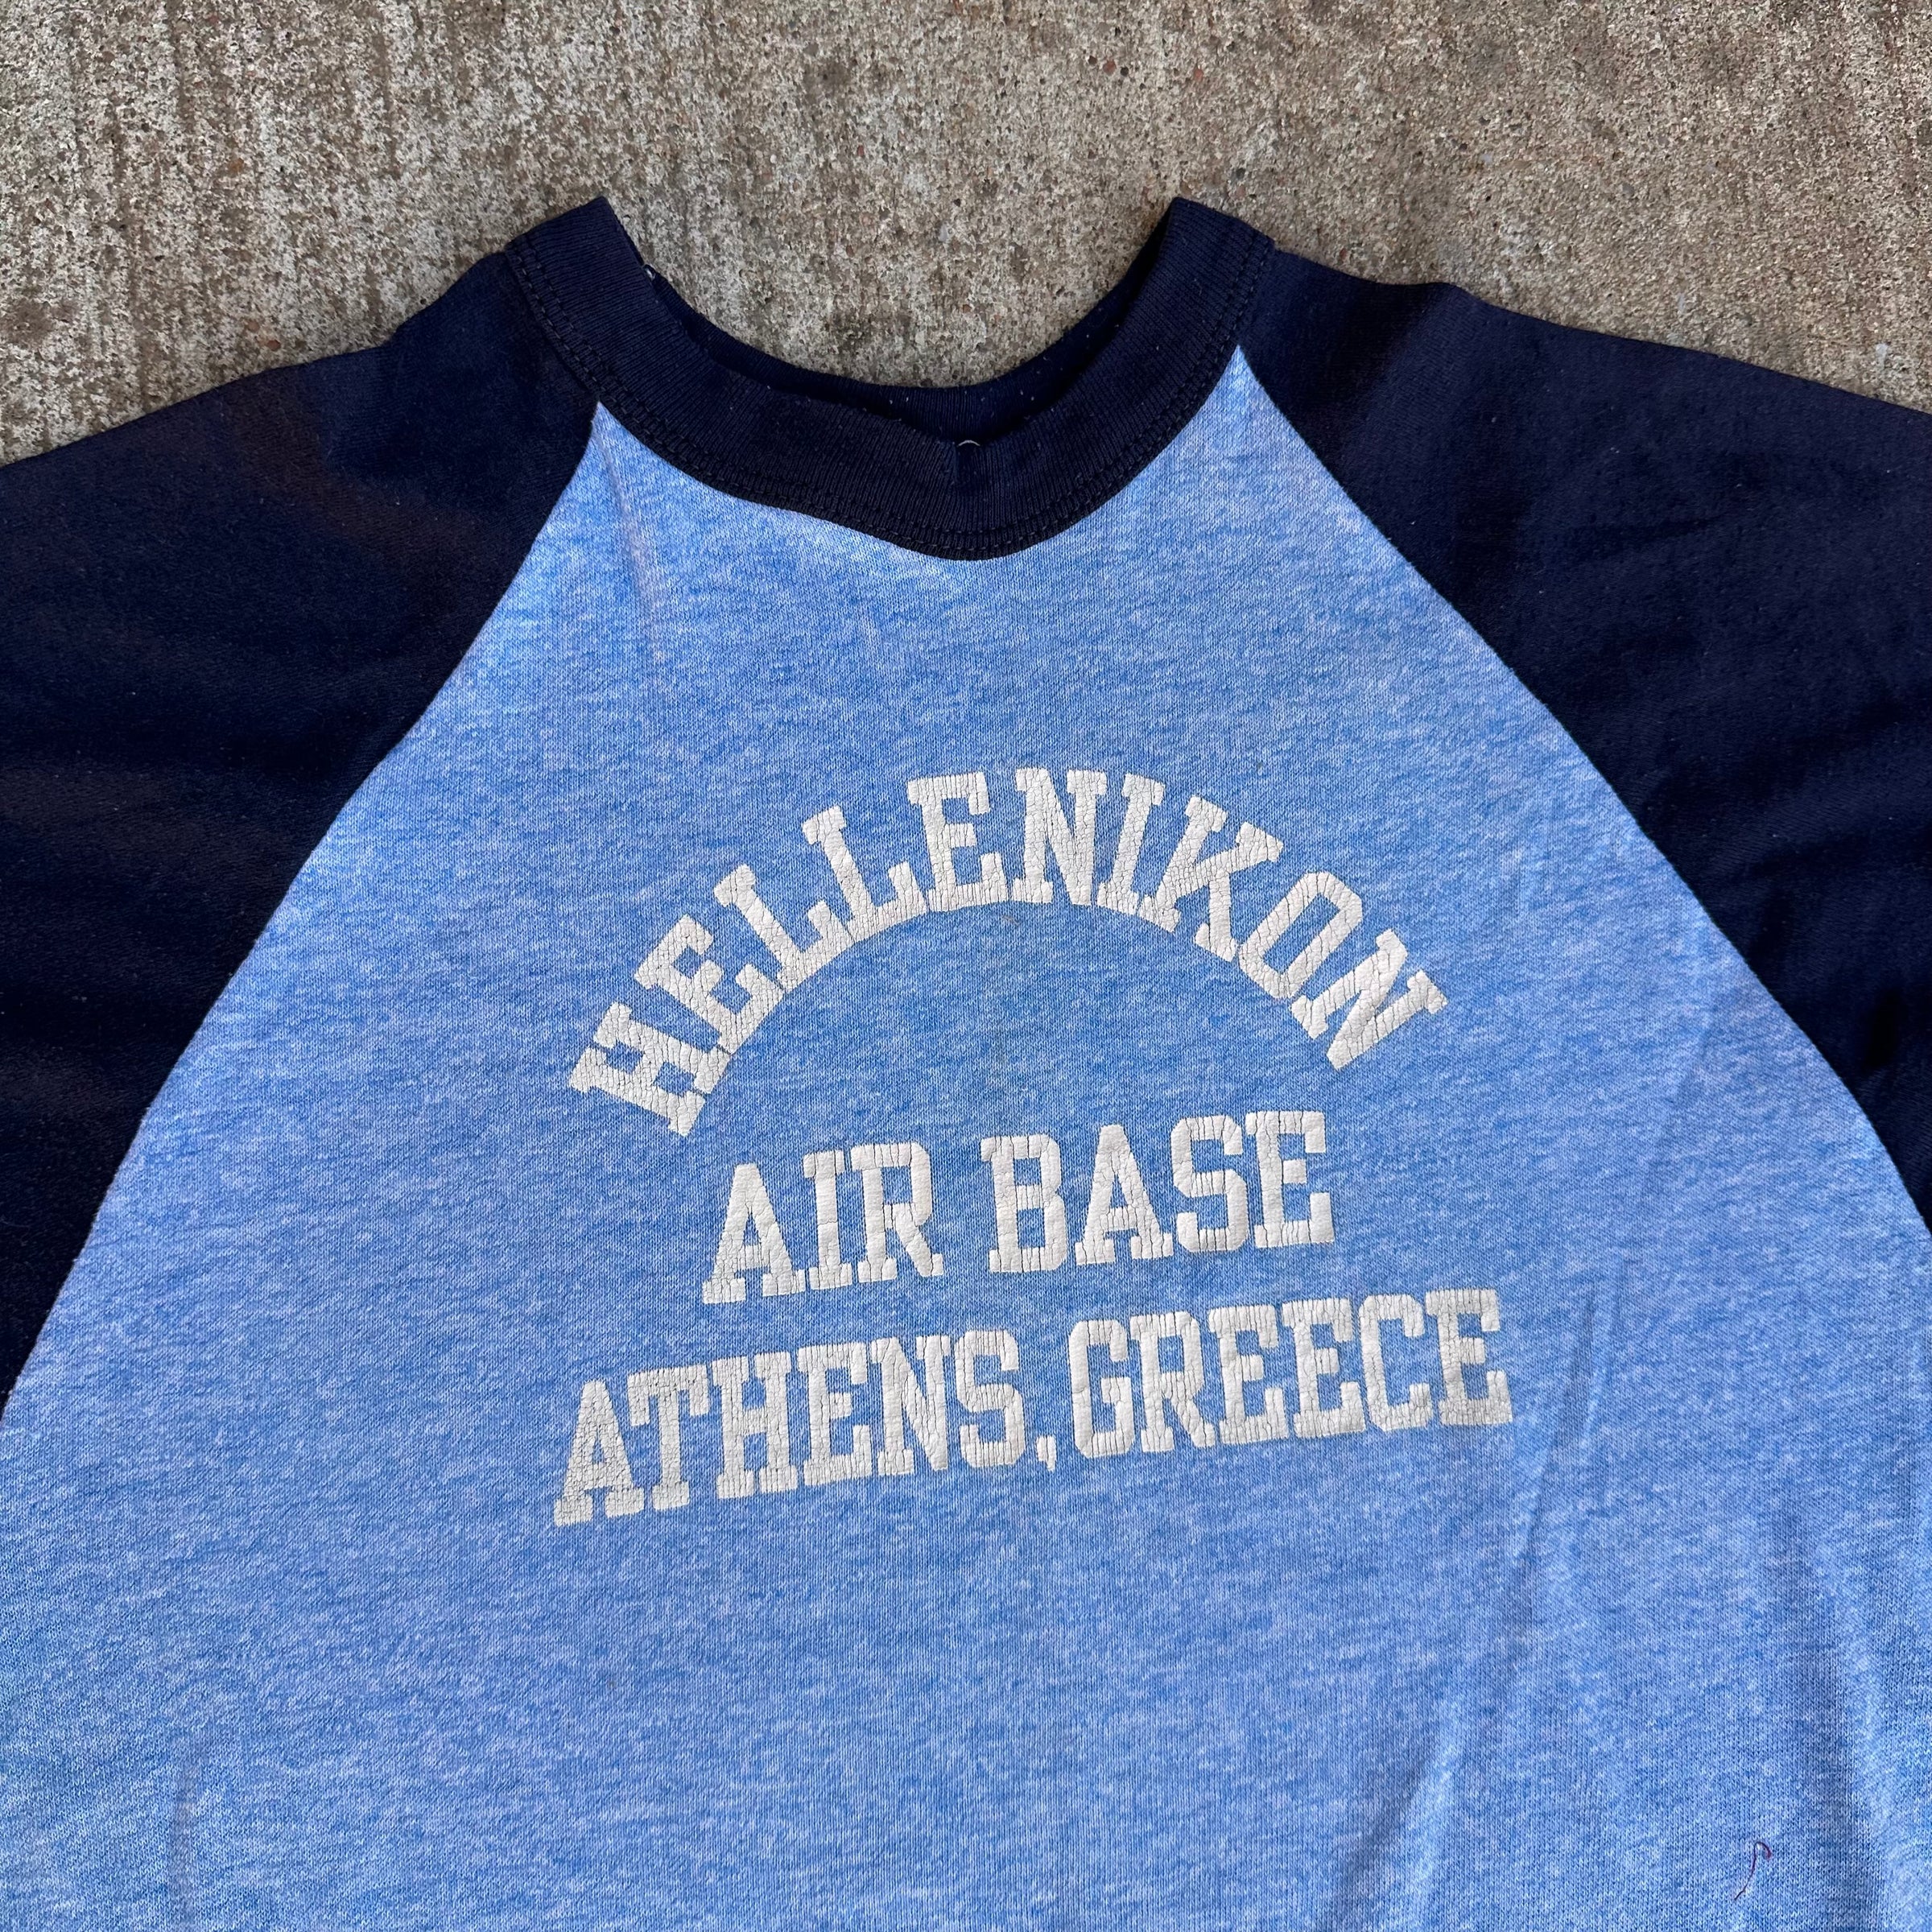 HELLENIKON
AIR BASE
ATHENS, GREECE